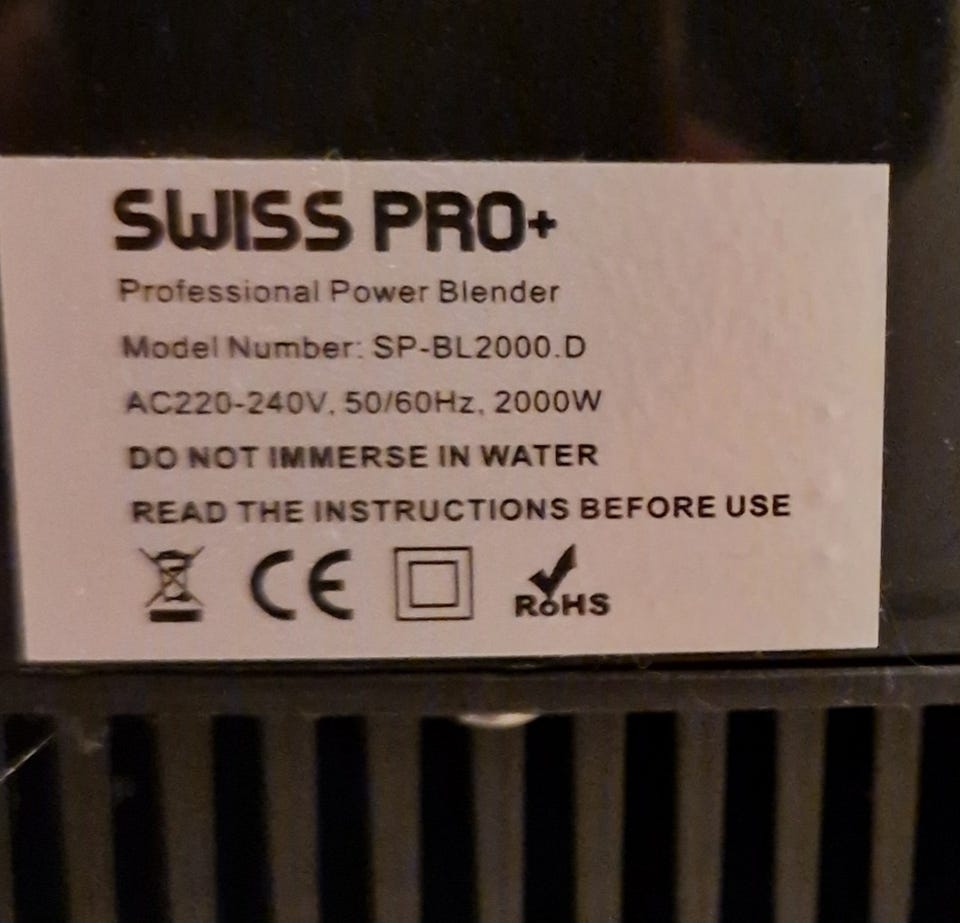 SWISS PRO+
Professional Power Blender
Model Number: SP-BL2000.D
AC220-240V, 50/60Hz, 2000W
DO NOT IMMERSE IN WATER
READ THE INSTRUCTIONS BEFORE USE
CE RoHS